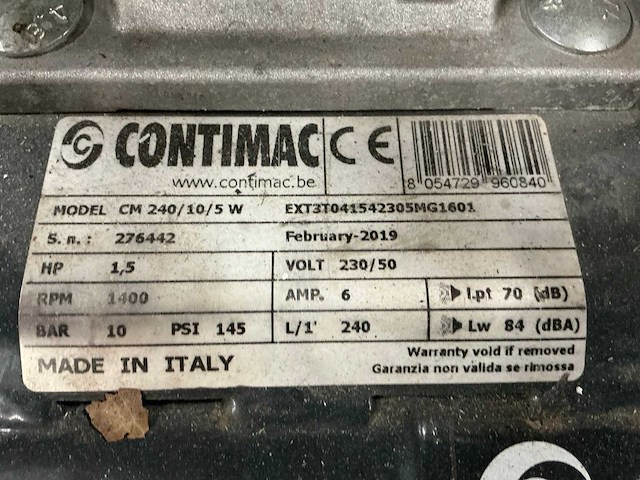 CONTIMAC CE
www.contimac.be
8 054729 960840
MODEL CM 240/10/5 W EXT3T041542305MG1601
S.n.: 276442 February-2019
HP 1,5 VOLT 230/50
RPM 1400 AMP. 6 Lpt 70 (dB)
BAR 10 PSI 145 L/1' 240 Lw 84 (dBA)
MADE IN ITALY
Warranty void if removed
Garanzia non valida se rimossa